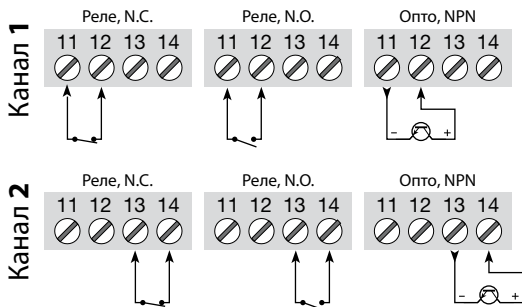 Канал 1
Реле, N.C.
11 12 13 14
Реле, N.O.
11 12 13 14
Опто, NPN
11 12 13 14
- +
Канал 2
Реле, N.C.
11 12 13 14
Реле, N.O.
11 12 13 14
Опто, NPN
11 12 13 14
- +